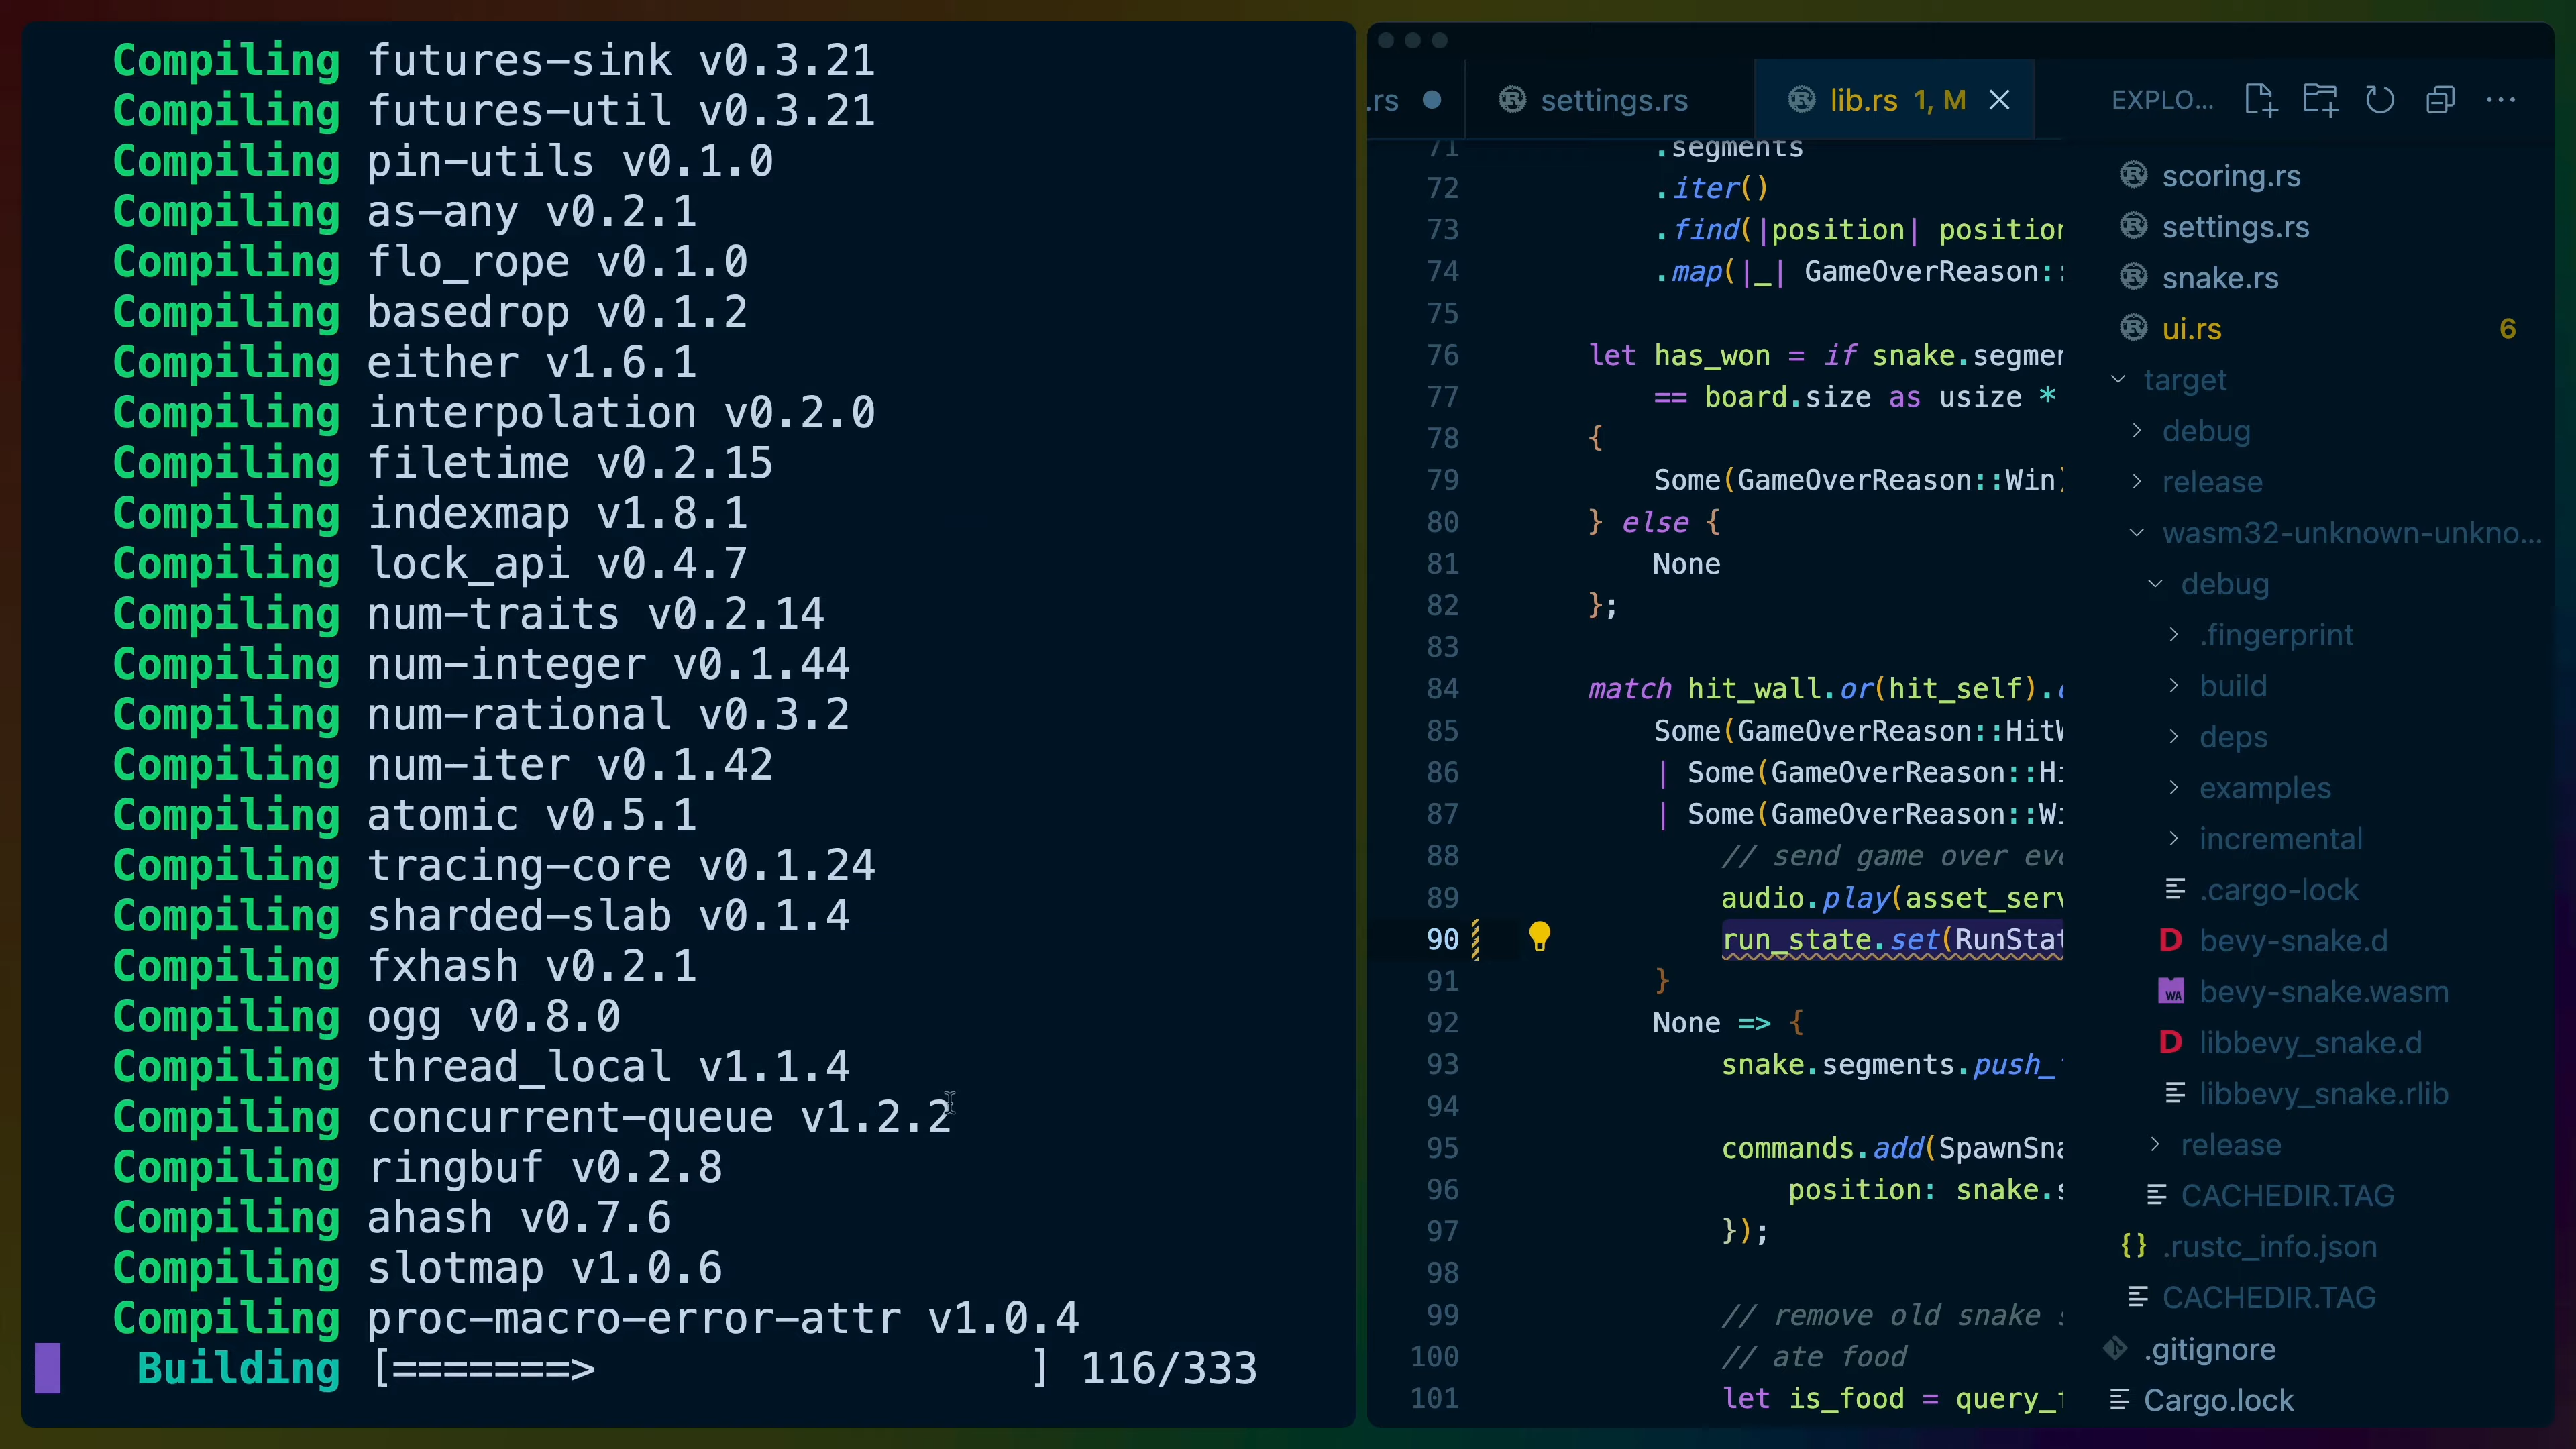 Compiling futures-sink v0.3.21
Compiling futures-util v0.3.21
Compiling pin-utils v0.1.0
Compiling as-any v0.2.1
Compiling flo_rope v0.1.0
Compiling basedrop v0.1.2
Compiling either v1.6.1
Compiling interpolation v0.2.0
Compiling filetime v0.2.15
Compiling indexmap v1.8.1
Compiling lock_api v0.4.7
Compiling num-traits v0.2.14
Compiling num-integer v0.1.44
Compiling num-rational v0.3.2
Compiling num-iter v0.1.42
Compiling atomic v0.5.1
Compiling tracing-core v0.1.24
Compiling sharded-slab v0.1.4
Compiling fxhash v0.2.1
Compiling ogg v0.8.0
Compiling thread_local v1.1.4
Compiling concurrent-queue v1.2.2
Compiling ringbuf v0.2.8
Compiling ahash v0.7.6
Compiling slotmap v1.0.6
Compiling proc-macro-error-attr v1.0.4
Building [=======>                 ] 116/333
.rs settings.rs lib.rs 1, M
71 .segments
72 .iter()
73 .find(|position| position
74 .map(|_| GameOverReason::
75
76 let has_won = if snake.segmen
77 == board.size as usize *
78 {
79 Some(GameOverReason::Win)
80 } else {
81 None
82 };
83
84 match hit_wall.or(hit_self).
85 Some(GameOverReason::HitW
86 | Some(GameOverReason::Hi
87 | Some(GameOverReason::Wi
88 // send game over eve
89 audio.play(asset_serv
90 run_state.set(RunStat
91 }
92 None => {
93 snake.segments.push_
94
95 commands.add(SpawnSna
96 position: snake.s
97 });
98
99 // remove old snake s
100 // ate food
101 let is_food = query_f
EXPLO...
scoring.rs
settings.rs
snake.rs
ui.rs 6
target
debug
release
wasm32-unknown-unkno...
debug
.fingerprint
build
deps
examples
incremental
.cargo-lock
bevy-snake.d
bevy-snake.wasm
libbevy_snake.d
libbevy_snake.rlib
release
CACHEDIR.TAG
.rustc_info.json
CACHEDIR.TAG
.gitignore
Cargo.lock